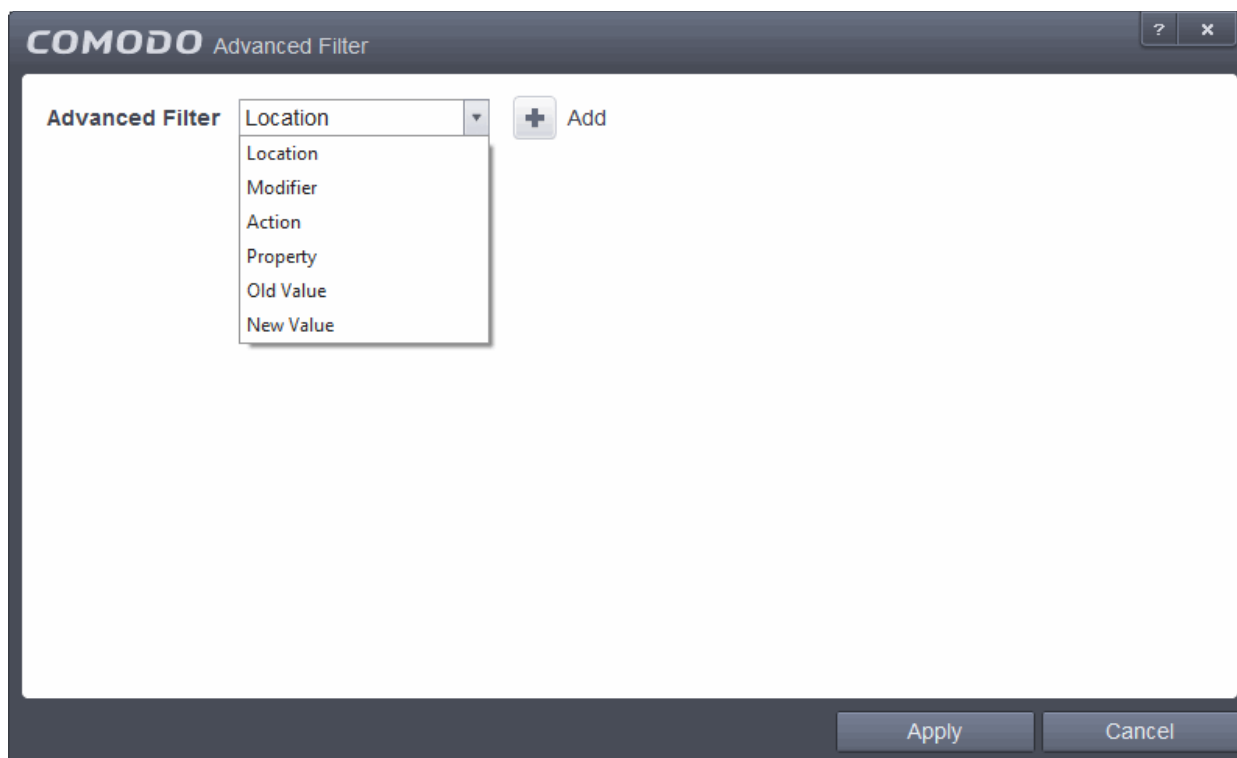 COMODO Advanced Filter ? ×
Advanced Filter Location + Add
Location
Modifier
Action
Property
Old Value
New Value
Apply Cancel